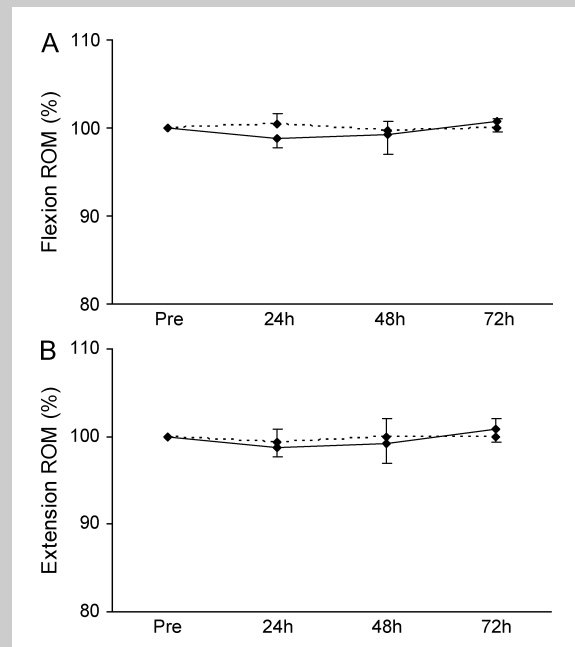 A
110
100
90
80
Flexion ROM (%)
Pre 24h 48h 72h
B
110
100
90
80
Extension ROM (%)
Pre 24h 48h 72h